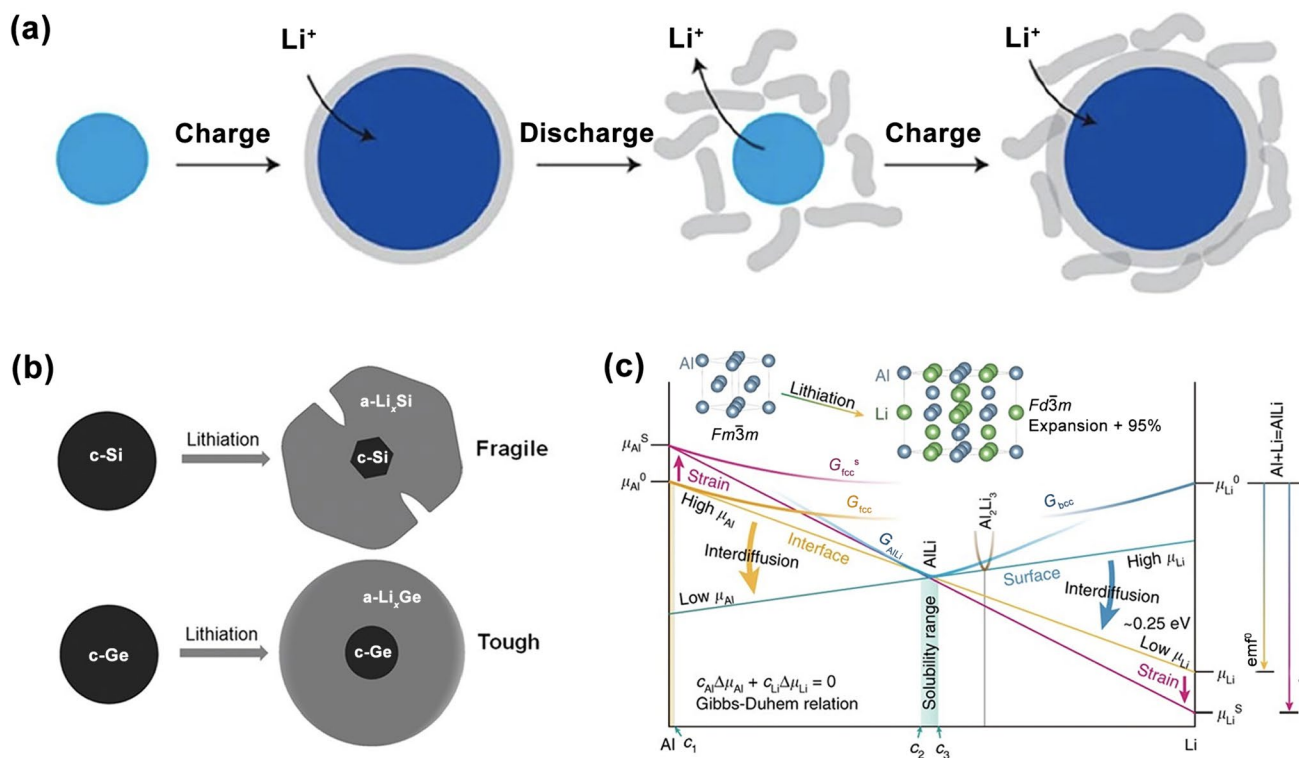 (a)
Li⁺
Charge
Li⁺
Discharge
Li⁺
Charge
(b)
c-Si
Lithiation
a-LiₓSi
c-Si
Fragile
c-Ge
Lithiation
a-LiₓGe
c-Ge
Tough
(c)
Al
Lithiation
Al
Li
Fm3̅m
Fd3̅m
Expansion + 95%
μAlˢ
μAl⁰
Strain
Gfccˢ
Gfcc
High μAl
Interface
Interdiffusion
Low μAl
GAlLi
AlLi
Al₂Li₃
Gbcc
Surface
High μLi
Interdiffusion
~0.25 eV
Low μLi
Strain
μLi⁰
μLi
μLiˢ
Al+Li=AlLi
emf⁰
Solubility range
cAlΔμAl + cLiΔμLi = 0
Gibbs-Duhem relation
Al
c₁
c₂
c₃
Li